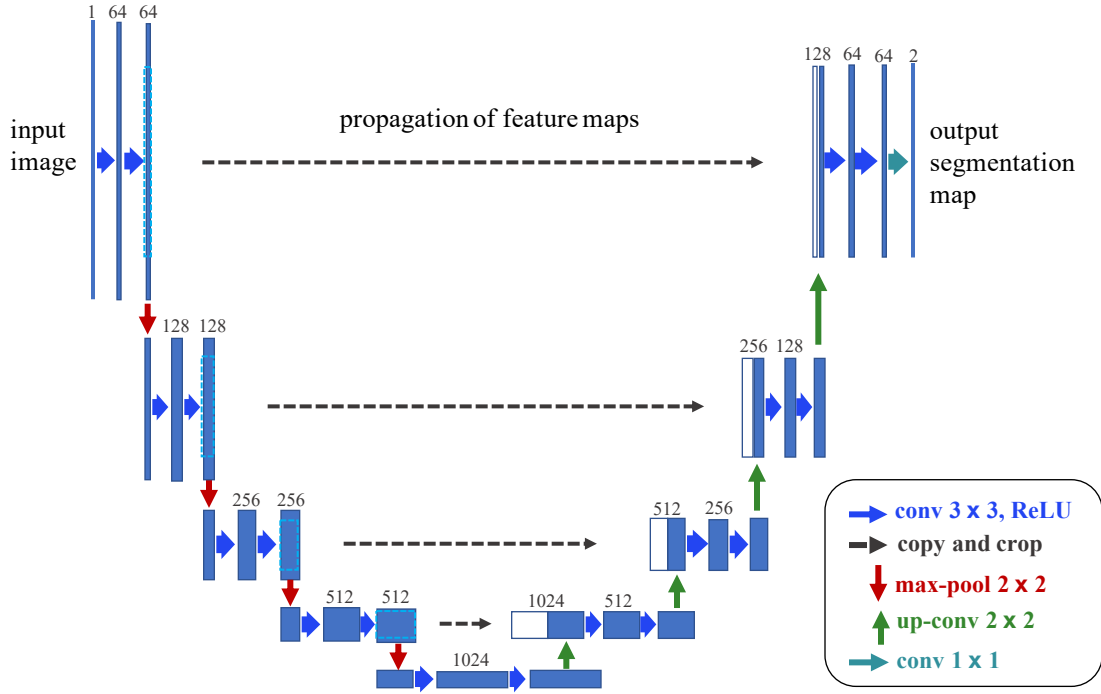 1 64 64
128 64 64 2
input
image
propagation of feature maps
output
segmentation
map
128 128
256 128
256 256
512 256
512 512
1024 512
1024
conv 3 x 3, ReLU
copy and crop
max-pool 2 x 2
up-conv 2 x 2
conv 1 x 1